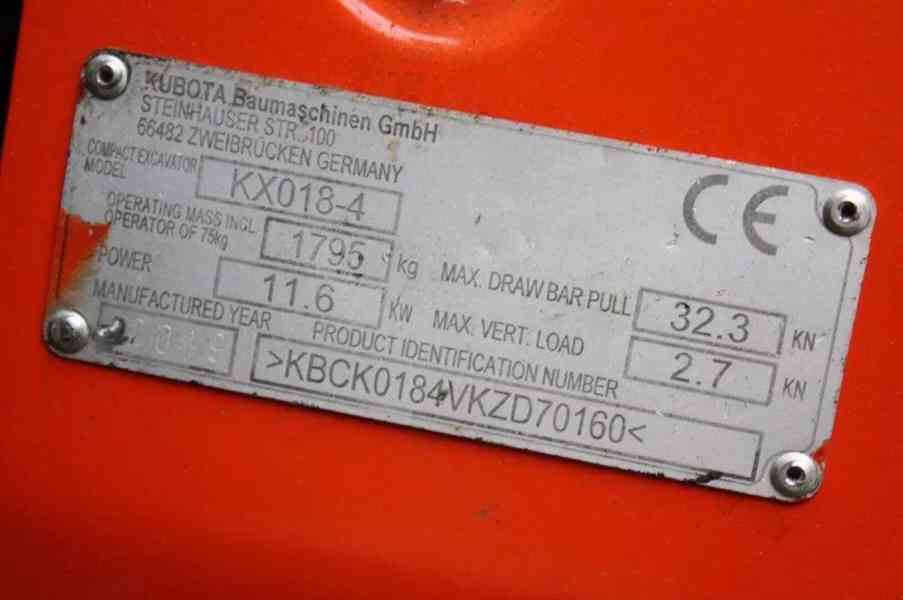 KUBOTA Baumaschinen GmbH
STEINHAUSER STR. 100
66482 ZWEIBRÜCKEN GERMANY
COMPACT EXCAVATOR
MODEL
KX018-4
OPERATING MASS INCL.
OPERATOR OF 75kg
1795 kg
POWER
11.6 KW
MANUFACTURED YEAR
CE
MAX. DRAW BAR PULL 32.3 KN
MAX. VERT. LOAD 2.7 KN
PRODUCT IDENTIFICATION NUMBER
>KBCK0184VKZD70160<